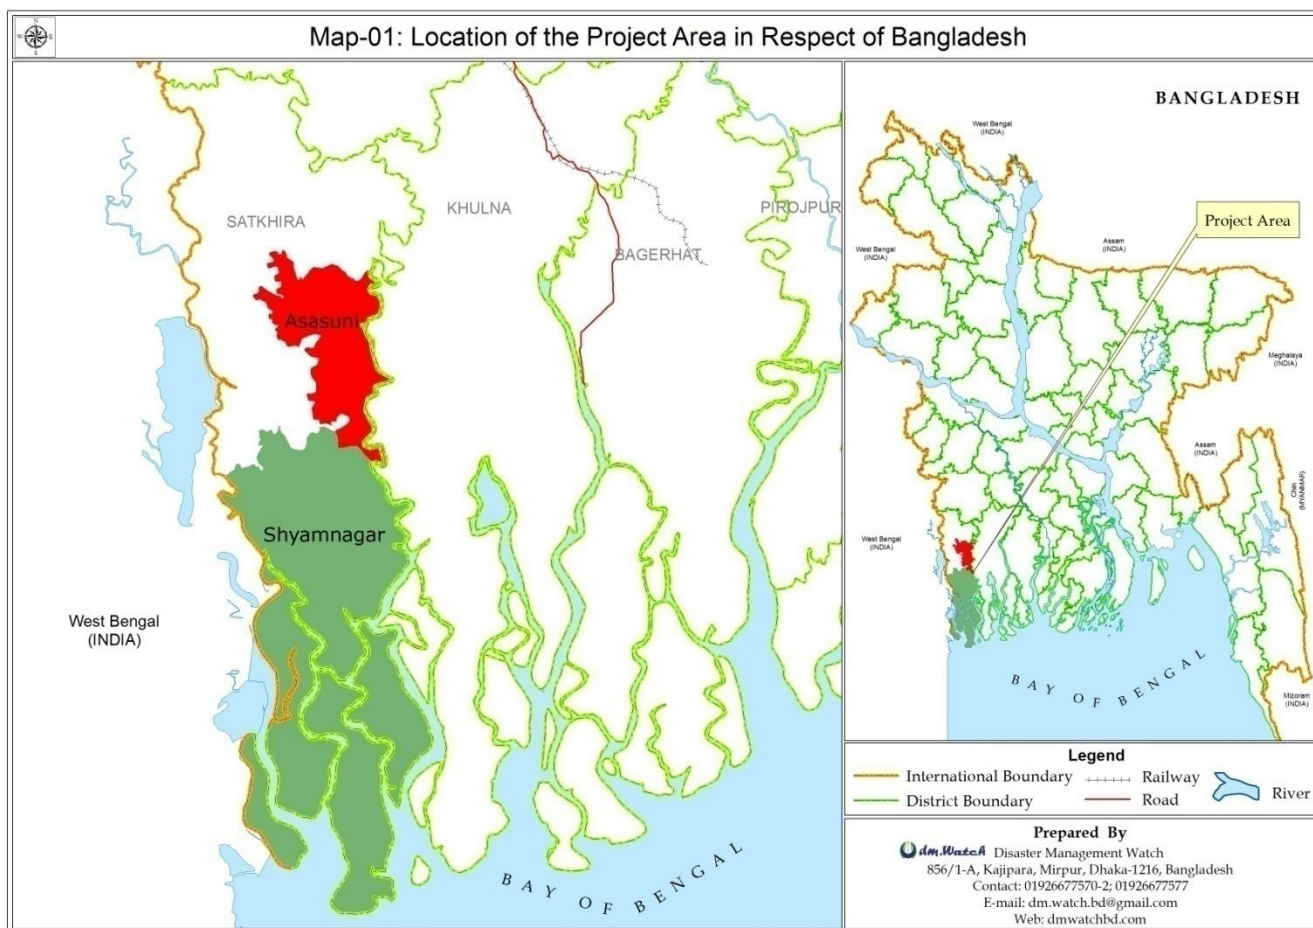 N
W
E
S
Map-01: Location of the Project Area in Respect of Bangladesh
SATKHIRA
KHULNA
PIROJPUR
BAGERHAT
Asasuni
Shyamnagar
West Bengal
(INDIA)
BAY OF BENGAL
BANGLADESH
West Bengal
(INDIA)
Project Area
West Bengal
(INDIA)
Assam
(INDIA)
Meghalaya
(INDIA)
Assam
(INDIA)
Chin
(MYANMAR)
West Bengal
(INDIA)
BAY OF BENGAL
Mizoram
(INDIA)
Legend
International Boundary
Railway
River
District Boundary
Road
Prepared By
dm.Watch Disaster Management Watch
856/1-A, Kajipara, Mirpur, Dhaka-1216, Bangladesh
Contact: 01926677570-2; 01926677577
E-mail: dm.watch.bd@gmail.com
Web: dmwatchbd.com